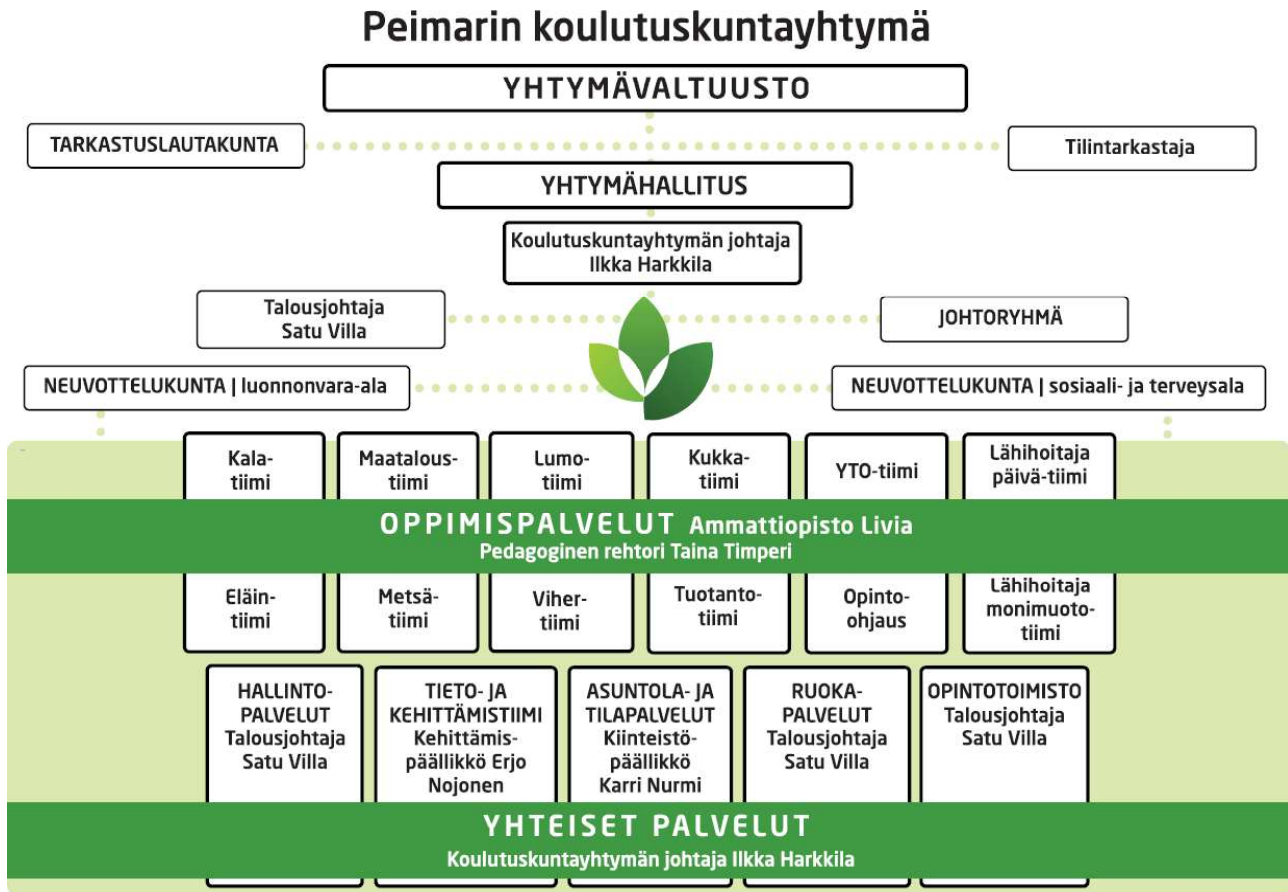 Peimarin koulutuskuntayhtymä
YHTYMÄVALTUUSTO
TARKASTUSLAUTAKUNTA
Tilintarkastaja
YHTYMÄHALLITUS
Koulutuskuntayhtymän johtaja
Ilkka Harkkila
Talousjohtaja
Satu Villa
JOHTORYHMÄ
NEUVOTTELUKUNTA | luonnonvara-ala
NEUVOTTELUKUNTA | sosiaali- ja terveysala
Kala-
tiimi
Maatalous-
tiimi
Lumo-
tiimi
Kukka-
tiimi
YTO-tiimi
Lähihoitaja
päivä-tiimi
OPPIMISPALVELUT Ammattiopisto Livia
Pedagoginen rehtori Taina Timperi
Eläin-
tiimi
Metsä-
tiimi
Viher-
tiimi
Tuotanto-
tiimi
Opinto-
ohjaus
Lähihoitaja
monimuoto-
tiimi
HALLINTO-
PALVELUT
Talousjohtaja
Satu Villa
TIETO- JA
KEHITTÄMISTIIMI
Kehittämis-
päällikkö Erjo
Nojonen
ASUNTOLA- JA
TILAPALVELUT
Kiinteistö-
päällikkö
Karri Nurmi
RUOKA-
PALVELUT
Talousjohtaja
Satu Villa
OPINTOTOIMISTO
Talousjohtaja
Satu Villa
YHTEISET PALVELUT
Koulutuskuntayhtymän johtaja Ilkka Harkkila